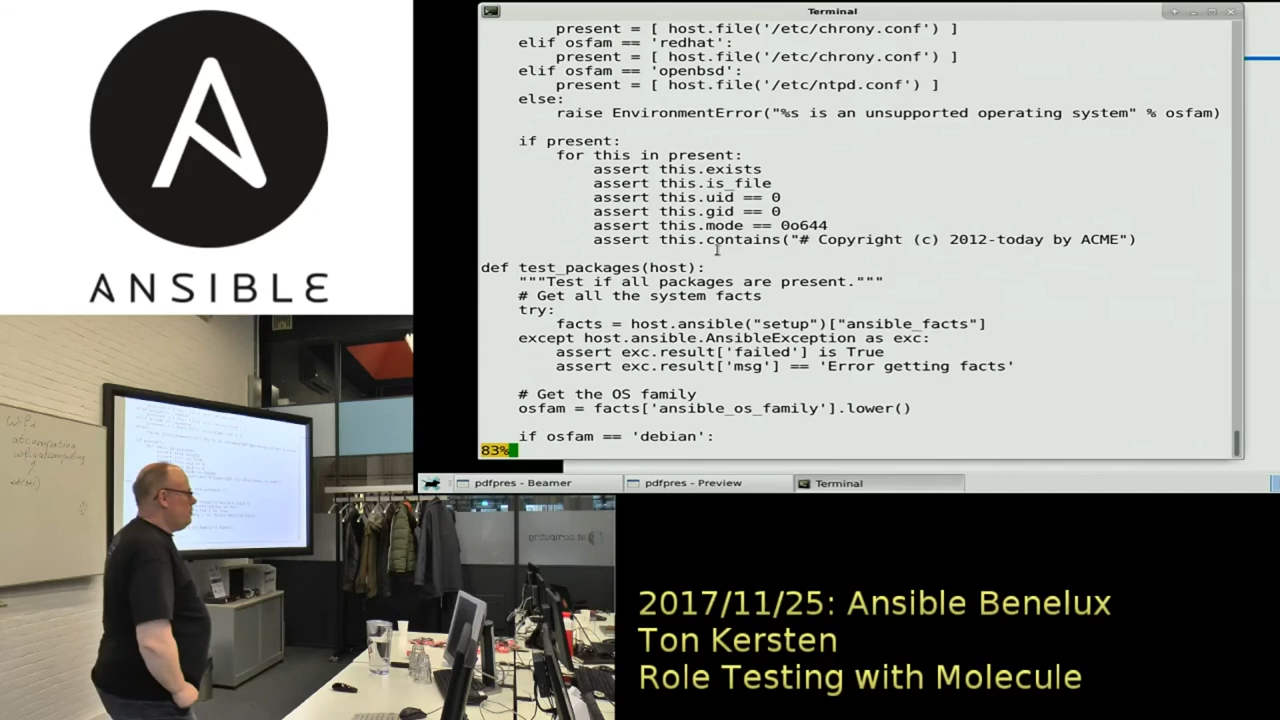 ANSIBLE
Terminal
present = [ host.file('/etc/chrony.conf') ]
elif osfam == 'redhat':
present = [ host.file('/etc/chrony.conf') ]
elif osfam == 'openbsd':
present = [ host.file('/etc/ntpd.conf') ]
else:
raise EnvironmentError("%s is an unsupported operating system" % osfam)
if present:
for this in present:
assert this.exists
assert this.is_file
assert this.uid == 0
assert this.gid == 0
assert this.mode == 0o644
assert this.contains("# Copyright (c) 2012-today by ACME")
def test_packages(host):
"""Test if all packages are present."""
# Get all the system facts
try:
facts = host.ansible("setup")["ansible_facts"]
except host.ansible.AnsibleException as exc:
assert exc.result['failed'] is True
assert exc.result['msg'] == 'Error getting facts'
# Get the OS family
osfam = facts['ansible_os_family'].lower()
if osfam == 'debian':
83%
pdfpres - Beamer
pdfpres - Preview
Terminal
atcomputing
2017/11/25: Ansible Benelux
Ton Kersten
Role Testing with Molecule